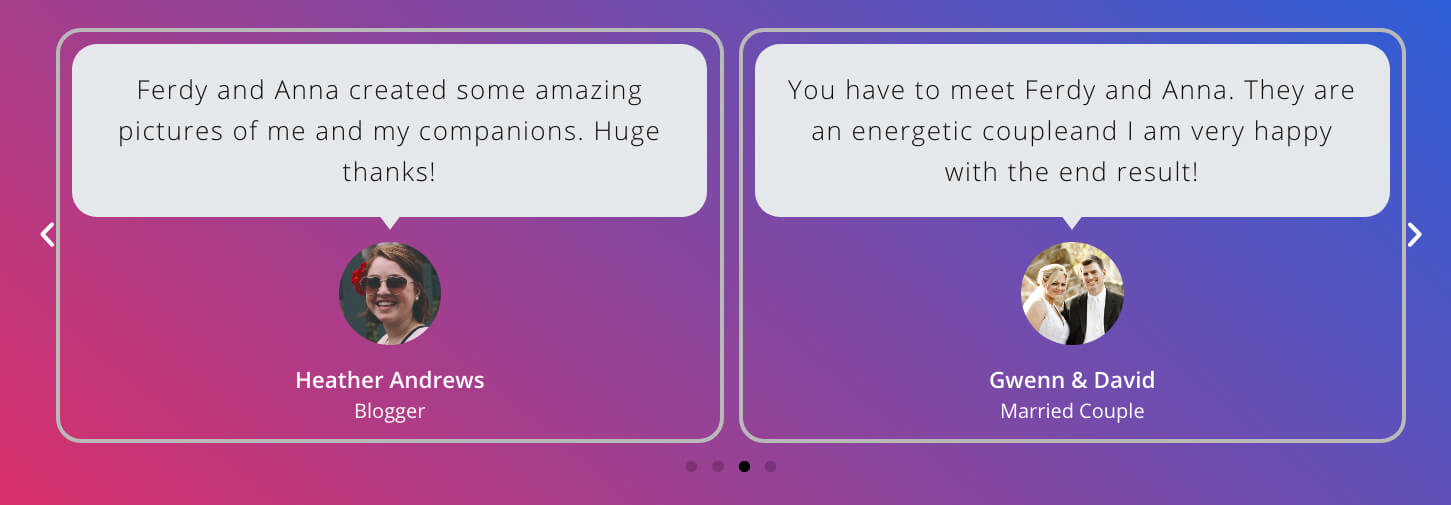 Ferdy and Anna created some amazing
pictures of me and my companions. Huge
thanks!
Heather Andrews
Blogger
You have to meet Ferdy and Anna. They are
an energetic coupleand I am very happy
with the end result!
Gwenn & David
Married Couple